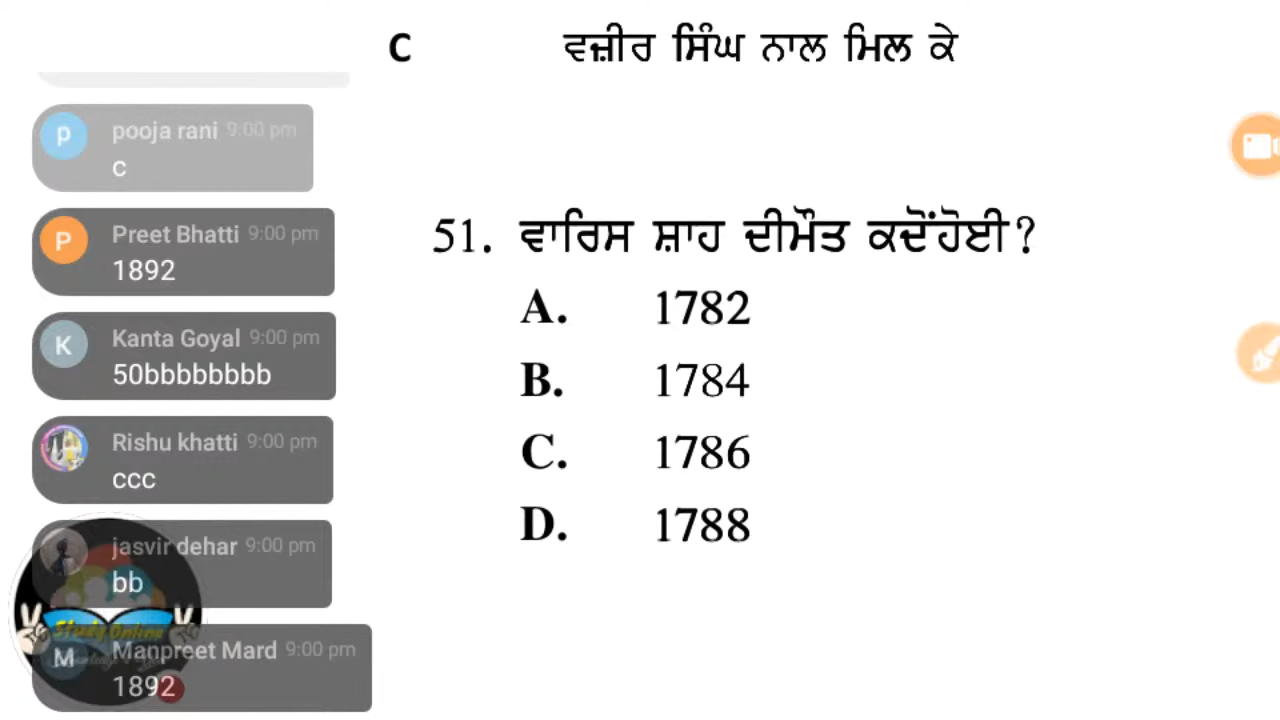 C ਵਜ਼ੀਰ ਸਿੰਘ ਨਾਲ ਮਿਲ ਕੇ
p pooja rani 9:00 pm
c
P Preet Bhatti 9:00 pm
1892
K Kanta Goyal 9:00 pm
50bbbbbbbb
Rishu khatti 9:00 pm
ccc
jasvir dehar 9:00 pm
bb
Study Online
M Manpreet Mard 9:00 pm
1892
51. ਵਾਰਿਸ ਸ਼ਾਹ ਦੀਮੌਤ ਕਦੋਂਹੋਈ?
A. 1782
B. 1784
C. 1786
D. 1788